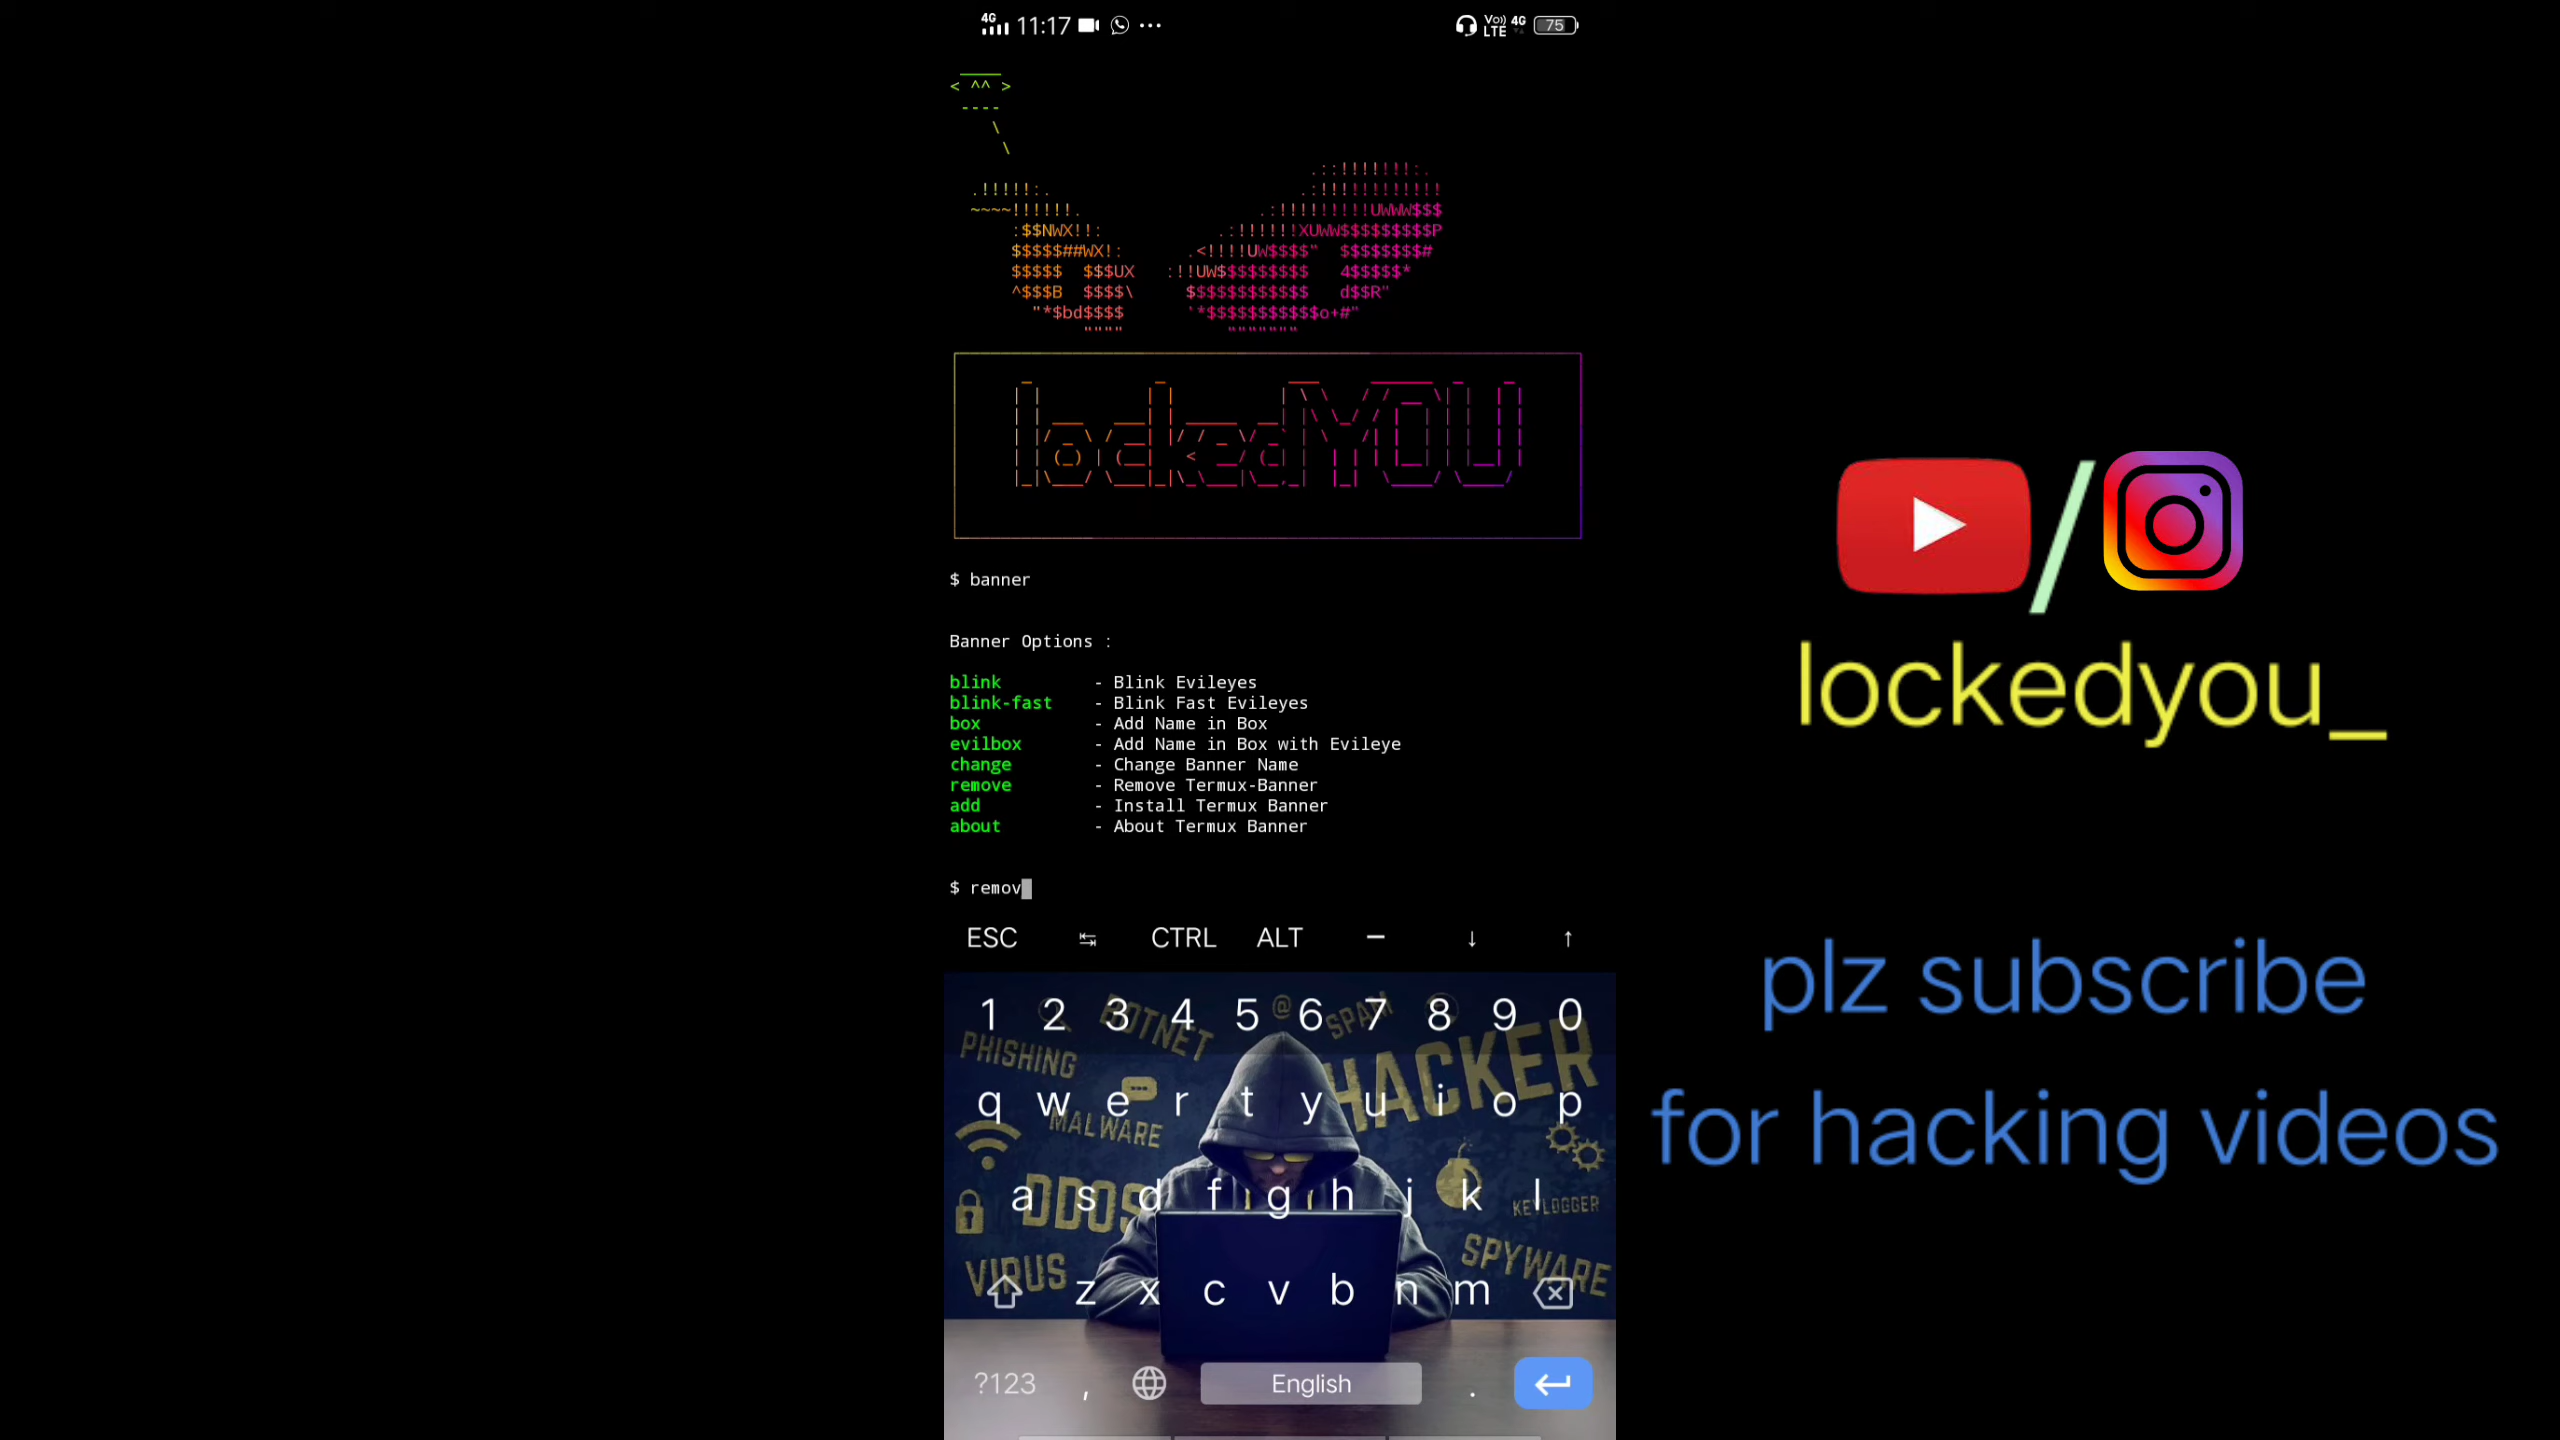 4G 11:17 ... Vo) LTE 4G 75
< ^^ >
lockedYOU
$ banner
Banner Options :
blink - Blink Evileyes
blink-fast - Blink Fast Evileyes
box - Add Name in Box
evilbox - Add Name in Box with Evileye
change - Change Banner Name
remove - Remove Termux-Banner
add - Install Termux Banner
about - About Termux Banner
$ remov
ESC CTRL ALT — ↓ ↑
1 2 3 4 5 6 7 8 9 0
q w e r t y u i o p
a s d f g h j k l
z x c v b n m
?123 , English .
PHISHING
BOTNET
@
SPAM
HACKER
MALWARE
DDOS
KEYLOGGER
VIRUS
SPYWARE
/
lockedyou_
plz subscribe
for hacking videos